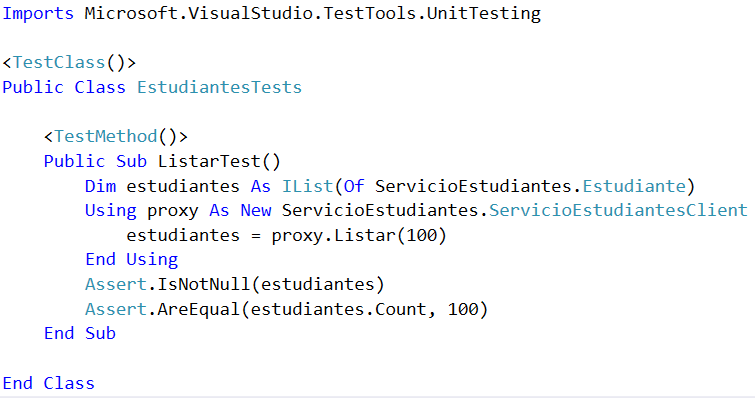 Imports Microsoft.VisualStudio.TestTools.UnitTesting
<TestClass()>
Public Class EstudiantesTests
<TestMethod()>
Public Sub ListarTest()
Dim estudiantes As IList(Of ServicioEstudiantes.Estudiante)
Using proxy As New ServicioEstudiantes.ServicioEstudiantesClient
estudiantes = proxy.Listar(100)
End Using
Assert.IsNotNull(estudiantes)
Assert.AreEqual(estudiantes.Count, 100)
End Sub
End Class